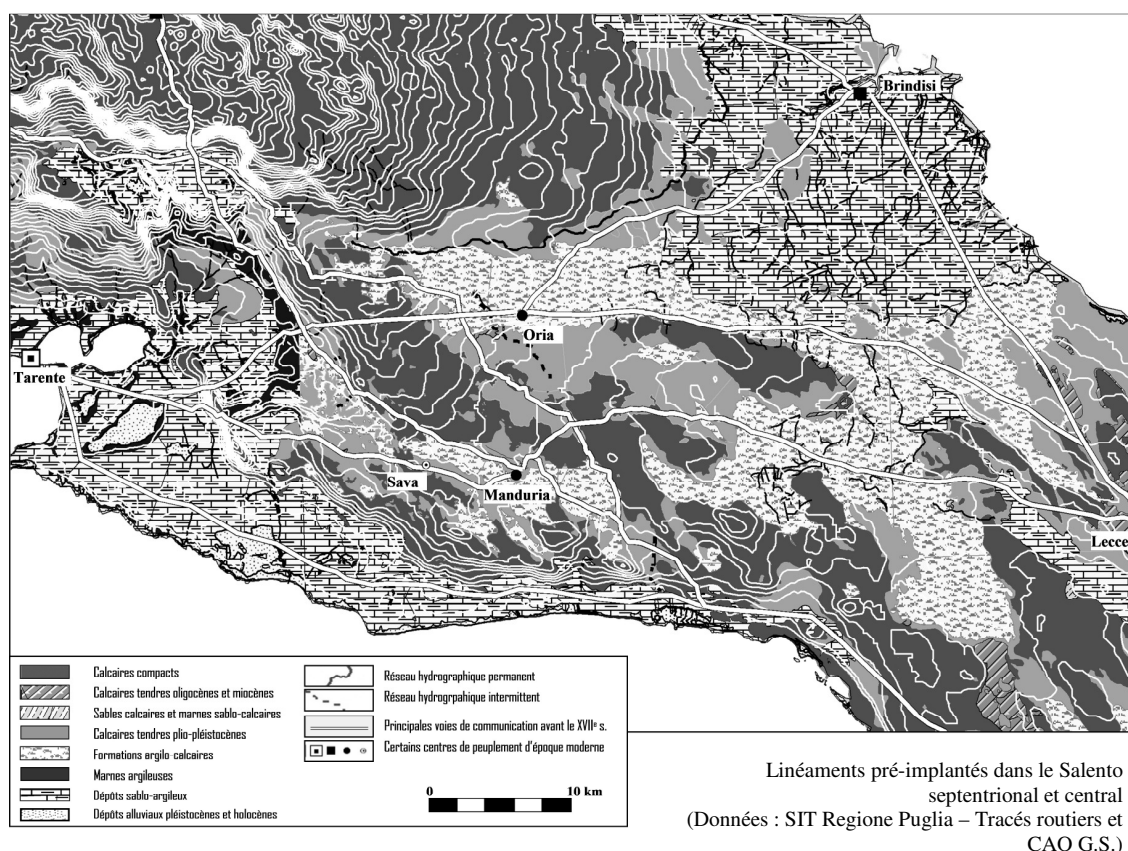 Brindisi
Oria
Tarente
Sava
Manduria
Lecce
Calcaires compacts
Calcaires tendres oligocènes et miocènes
Sables calcaires et marnes sablo-calcaires
Calcaires tendres plio-pléistocènes
Formations argilo-calcaires
Marnes argileuses
Dépôts sablo-argileux
Dépôts alluviaux pléistocènes et holocènes
Réseau hydrographique permanent
Réseau hydrogrpahique intermittent
Principales voies de communication avant le XVIIe s.
Certains centres de peuplement d'époque moderne
0 10 km
Linéaments pré-implantés dans le Salento
septentrional et central
(Données : SIT Regione Puglia – Tracés routiers et
CAO G.S.)